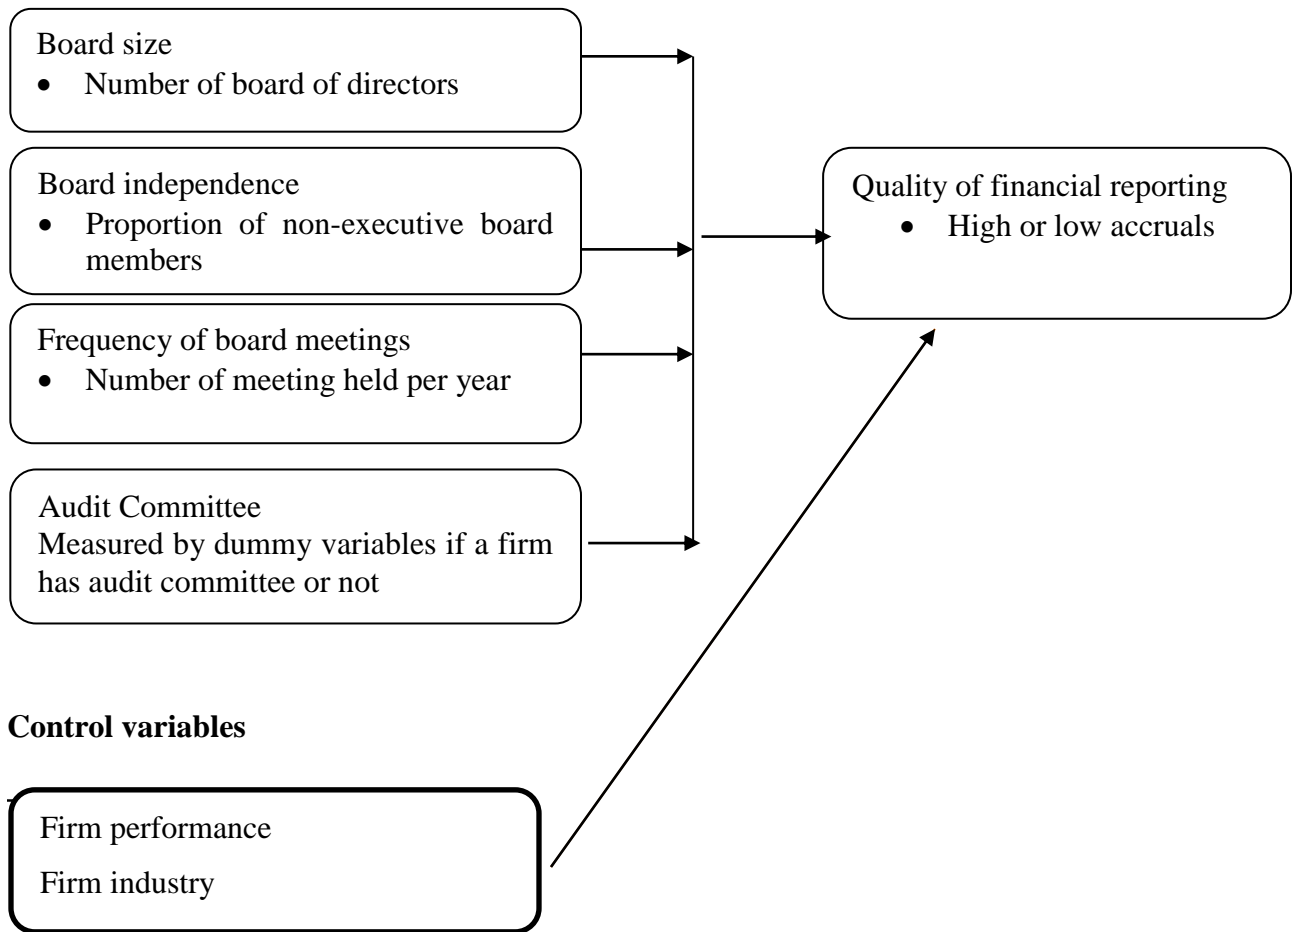 Board size
• Number of board of directors
Board independence
• Proportion of non-executive board
members
Frequency of board meetings
• Number of meeting held per year
Audit Committee
Measured by dummy variables if a firm
has audit committee or not
Quality of financial reporting
• High or low accruals
Control variables
Firm performance
Firm industry